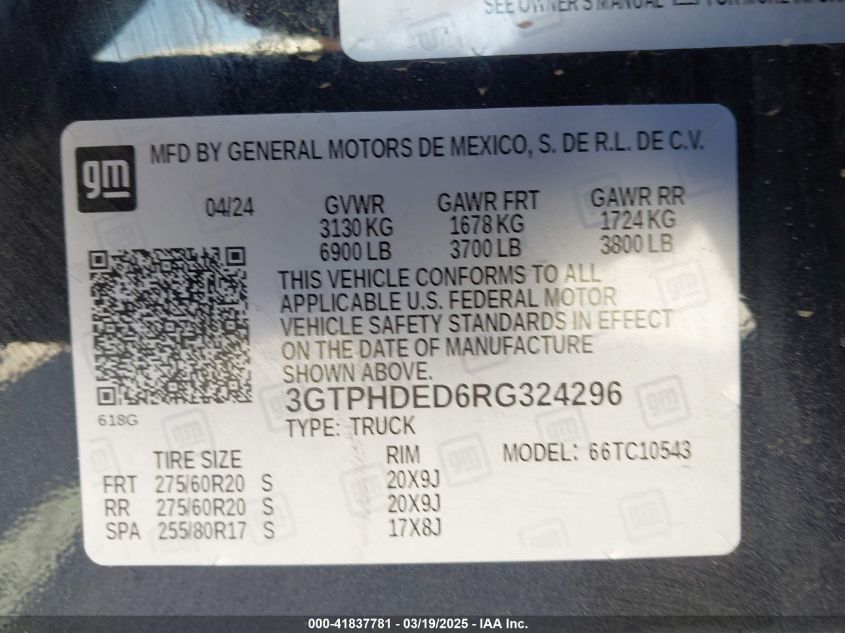 SEE OWNER'S MANUAL FOR MORE
gm
MFD BY GENERAL MOTORS DE MEXICO, S. DE R.L. DE C.V.
04/24 GVWR GAWR FRT GAWR RR
3130 KG 1678 KG 1724 KG
6900 LB 3700 LB 3800 LB
THIS VEHICLE CONFORMS TO ALL
APPLICABLE U.S. FEDERAL MOTOR
VEHICLE SAFETY STANDARDS IN EFFECT
ON THE DATE OF MANUFACTURE
SHOWN ABOVE.
3GTPHDED6RG324296
618G
TYPE: TRUCK
TIRE SIZE RIM MODEL: 66TC10543
FRT 275/60R20 S 20X9J
RR 275/60R20 S 20X9J
SPA 255/80R17 S 17X8J
000-41837781 - 03/19/2025 - IAA Inc.